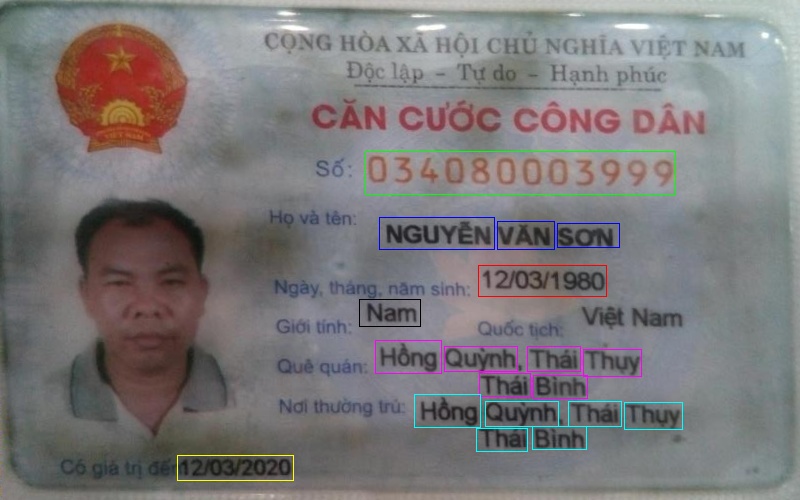 CỘNG HÒA XÃ HỘI CHỦ NGHĨA VIỆT NAM
Độc lập - Tự do - Hạnh phúc
CĂN CƯỚC CÔNG DÂN
Số: 034080003999
Họ và tên: NGUYỄN VĂN SƠN
Ngày, tháng, năm sinh: 12/03/1980
Giới tính: Nam Quốc tịch: Việt Nam
Quê quán: Hồng Quỳnh, Thái Thụy
Thái Bình
Nơi thường trú: Hồng Quỳnh, Thái Thụy
Thái Bình
Có giá trị đến 12/03/2020